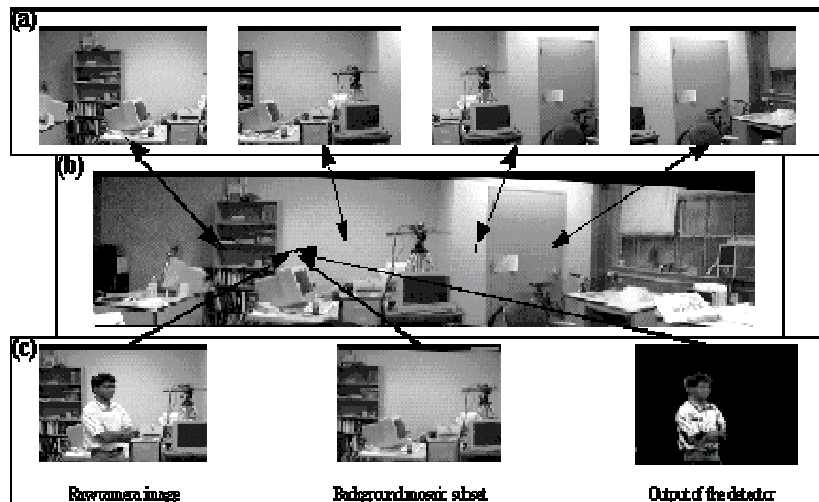 (a)
(b)
(c)
Raw camera image
Background mosaic subset
Output of the detector